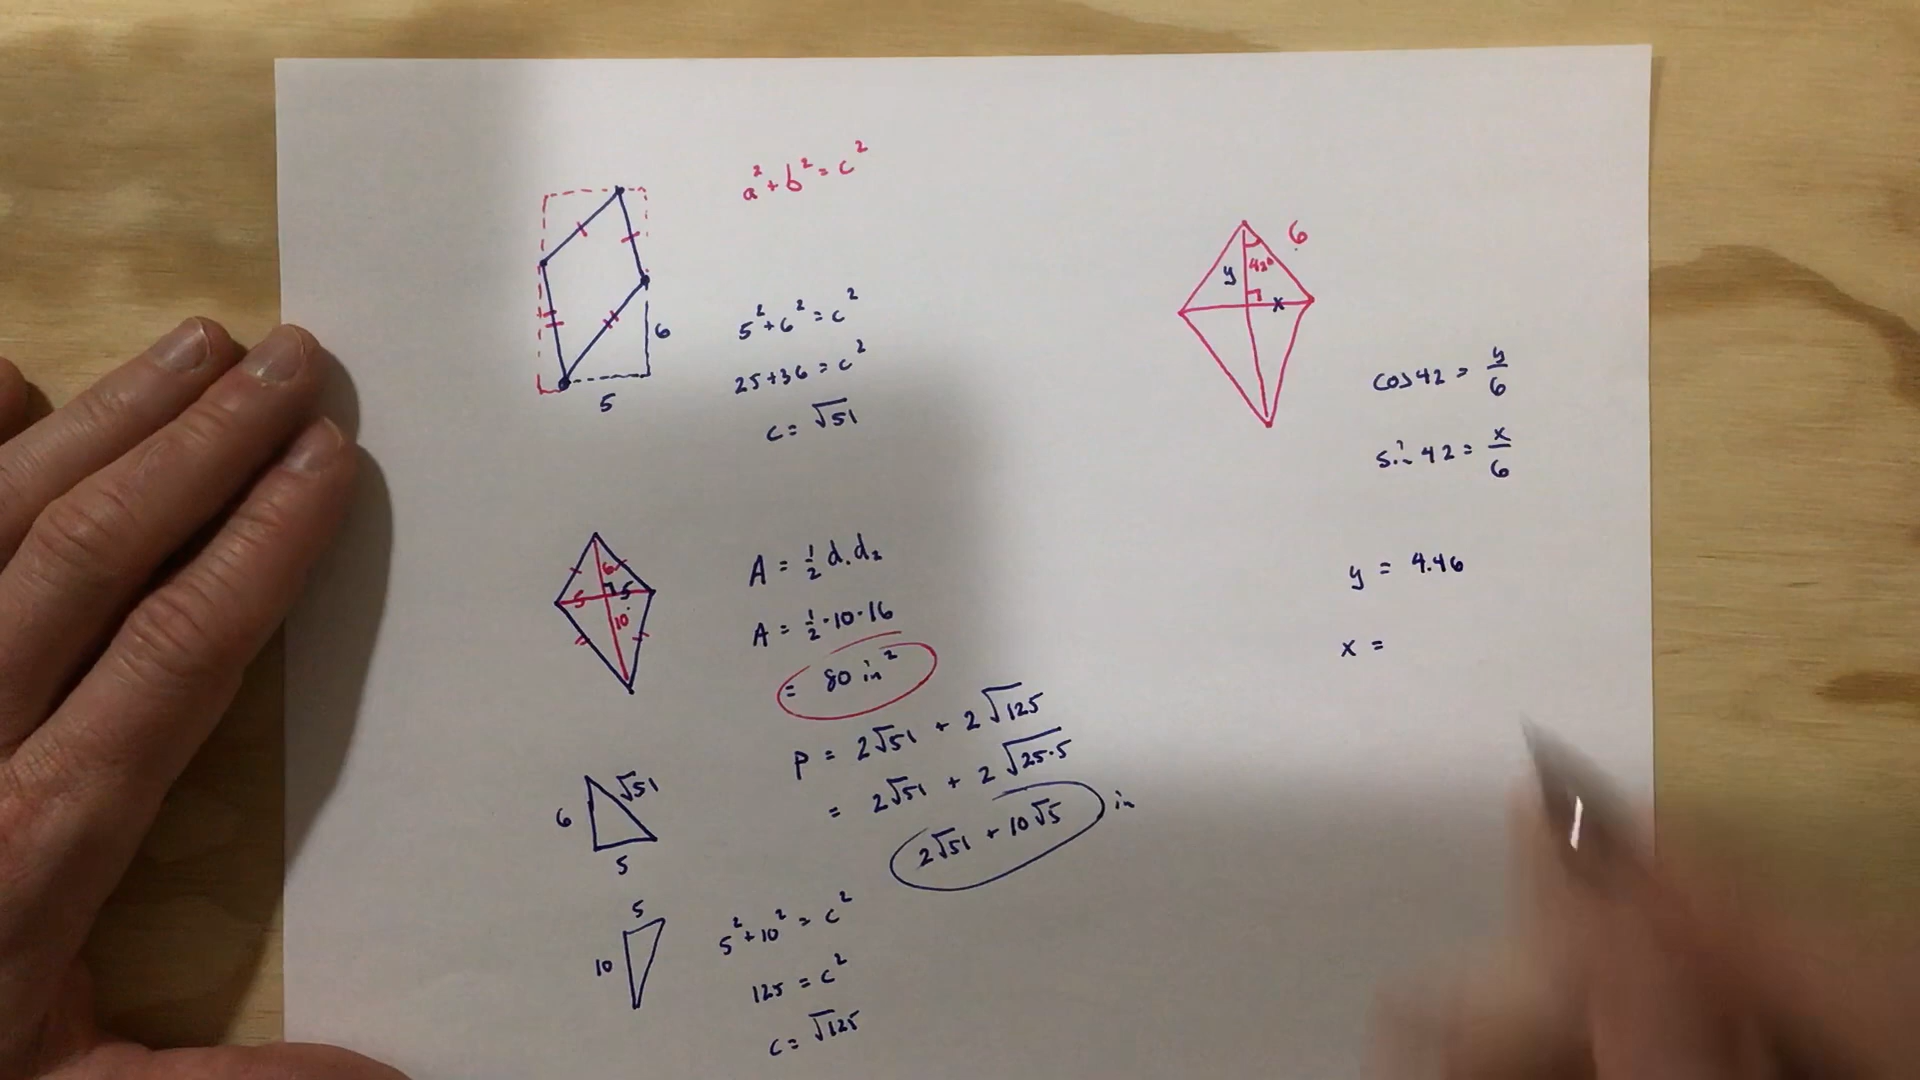 a² + b² = c²
6
5
5² + 6² = c²
25 + 36 = c²
c = √51
6
5 5
10
A = ½ d₁d₂
A = ½ · 10 · 16
= 80 in²
P = 2√51 + 2√125
= 2√51 + 2√25·5
2√51 + 10√5 in
6 √51
5
5
10
5² + 10² = c²
125 = c²
c = √125
6
y 42°
x
cos 42 = y/6
sin 42 = x/6
y = 4.46
x =